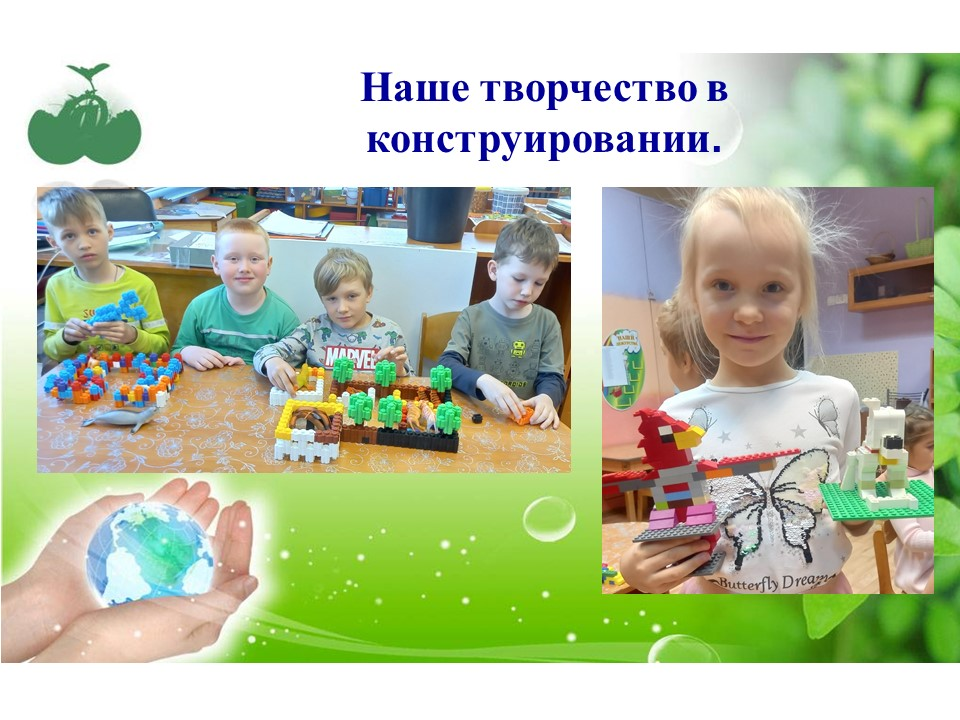 Наше творчество в
конструировании.
MARVEL
Butterfly Dream